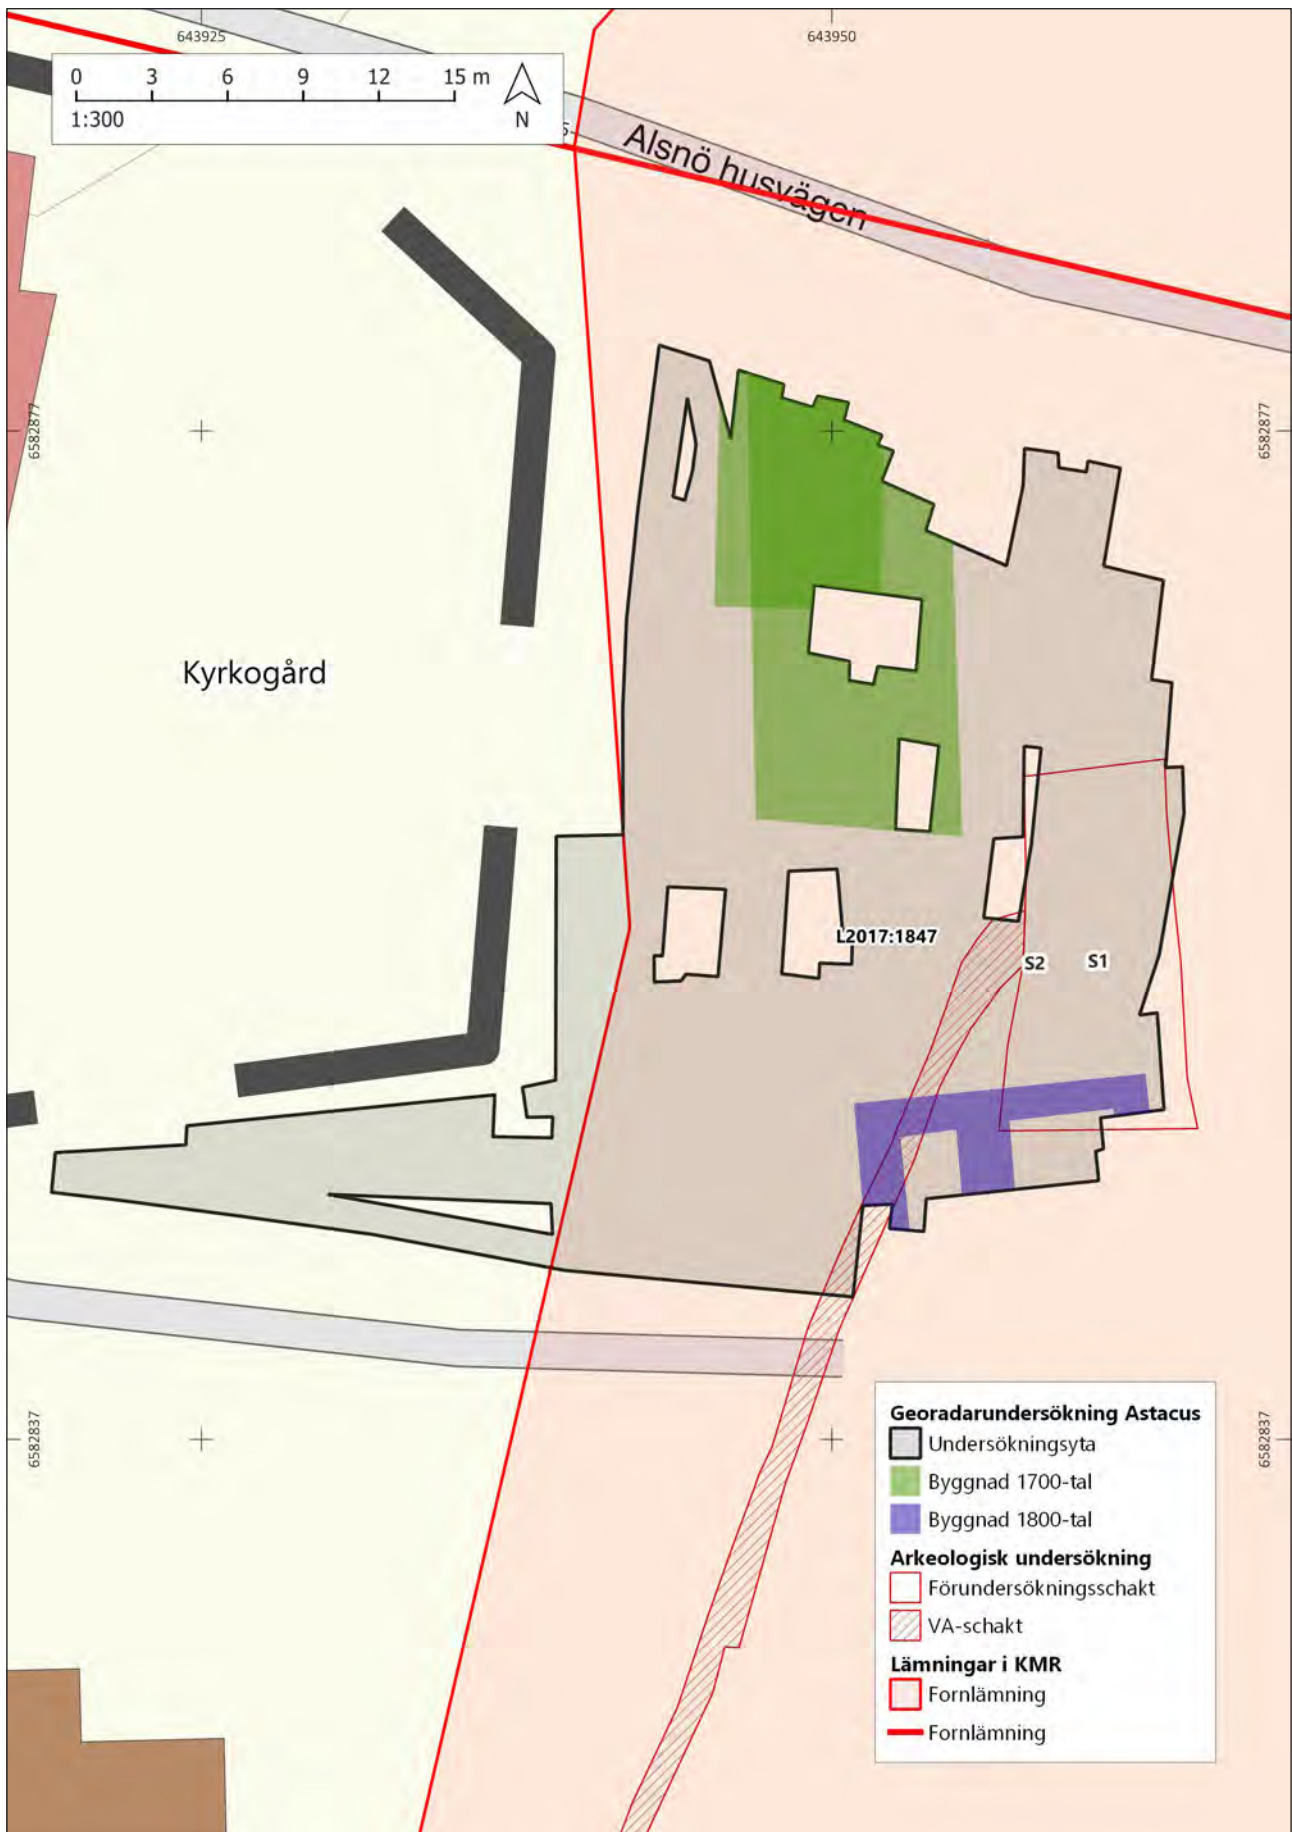 643925
643950
0 3 6 9 12 15 m
1:300
N
Alsnö husvägen
6582877
6582877
Kyrkogård
L2017:1847
S2
S1
6582837
6582837
Georadarundersökning Astacus
Undersökningsyta
Byggnad 1700-tal
Byggnad 1800-tal
Arkeologisk undersökning
Förundersökningsschakt
VA-schakt
Lämningar i KMR
Fornlämning
Fornlämning